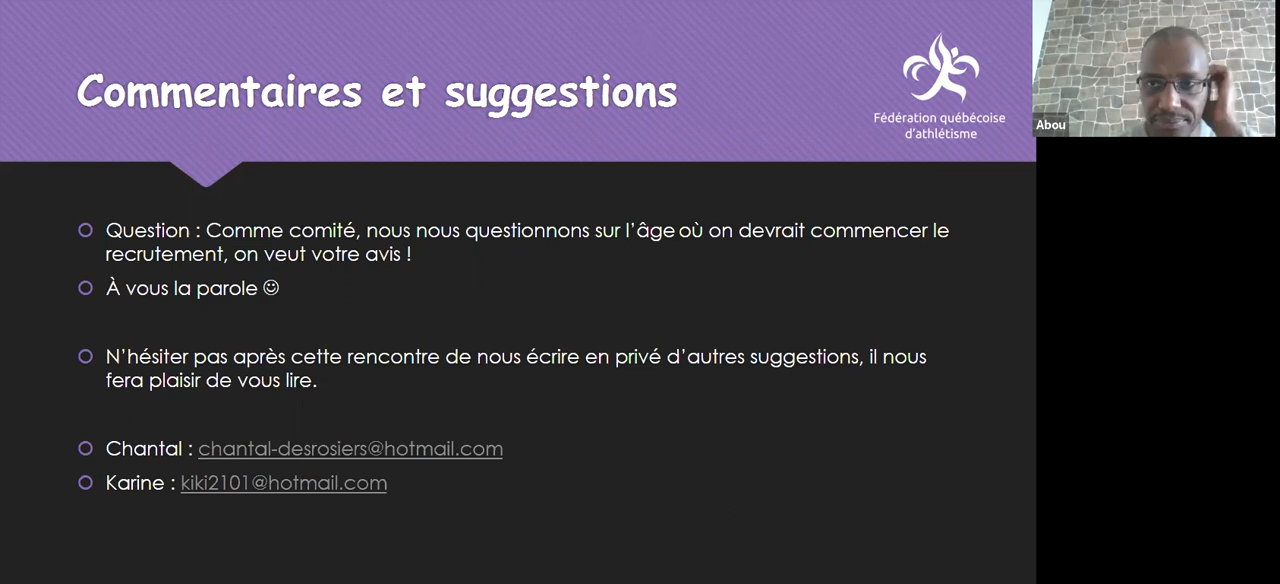 Commentaires et suggestions
Fédération québécoise
d'athlétisme
Abou
Question : Comme comité, nous nous questionnons sur l'âge où on devrait commencer le
recrutement, on veut votre avis !
À vous la parole ☺
N'hésiter pas après cette rencontre de nous écrire en privé d'autres suggestions, il nous
fera plaisir de vous lire.
Chantal : chantal-desrosiers@hotmail.com
Karine : kiki2101@hotmail.com